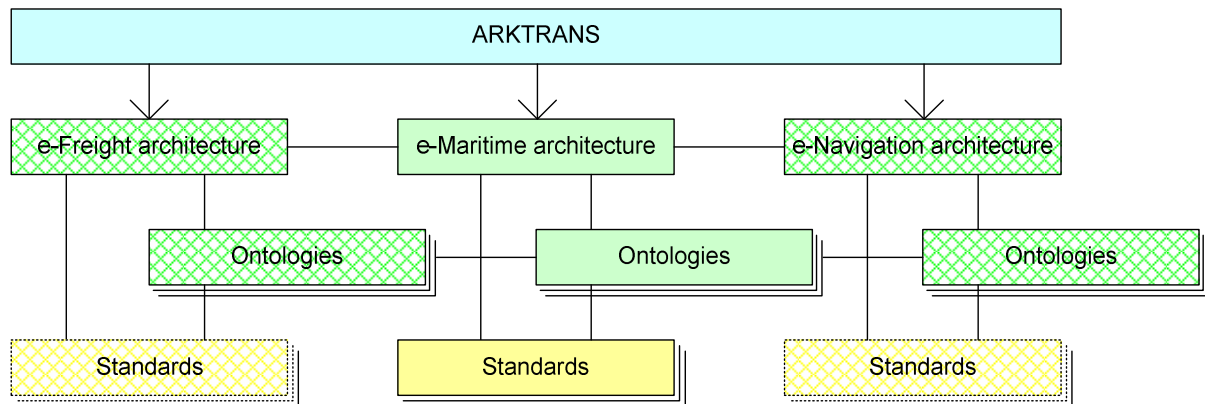 ARKTRANS
e-Freight architecture
e-Maritime architecture
e-Navigation architecture
Ontologies
Ontologies
Ontologies
Standards
Standards
Standards